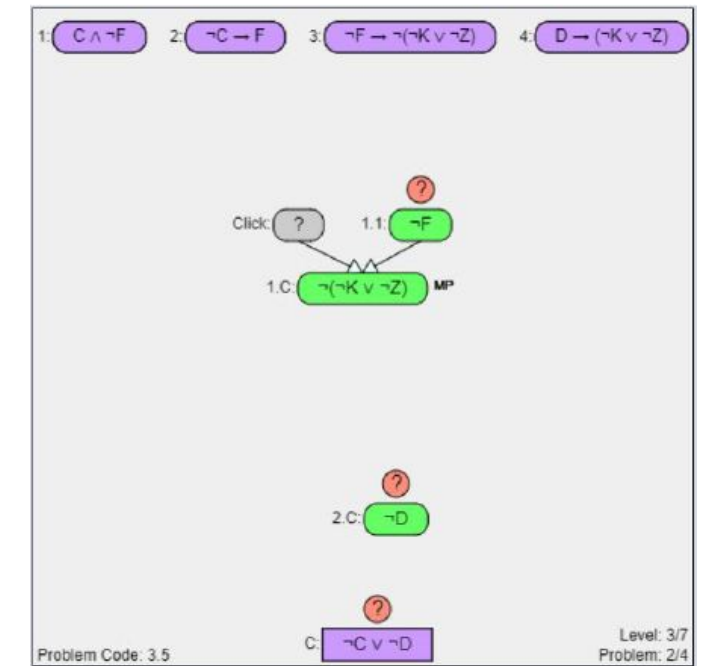 1: C ∧ ¬F 2: ¬C → F 3: ¬F → ¬(¬K ∨ ¬Z) 4: D → (¬K ∨ ¬Z)
?
Click: ? 1.1: ¬F
1.C: ¬(¬K ∨ ¬Z) MP
?
2.C: ¬D
?
C: ¬C ∨ ¬D
Level: 3/7
Problem Code: 3.5 Problem: 2/4